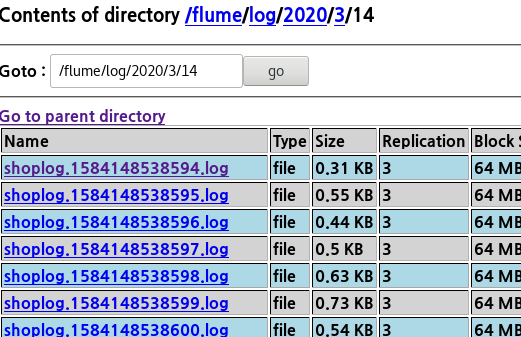 Contents of directory /flume/log/2020/3/14
Goto : /flume/log/2020/3/14 go
Go to parent directory
Name Type Size Replication Block S
shoplog.1584148538594.log file 0.31 KB 3 64 MB
shoplog.1584148538595.log file 0.55 KB 3 64 MB
shoplog.1584148538596.log file 0.44 KB 3 64 MB
shoplog.1584148538597.log file 0.5 KB 3 64 MB
shoplog.1584148538598.log file 0.63 KB 3 64 MB
shoplog.1584148538599.log file 0.73 KB 3 64 MB
shoplog.1584148538600.log file 0.54 KB 3 64 MB